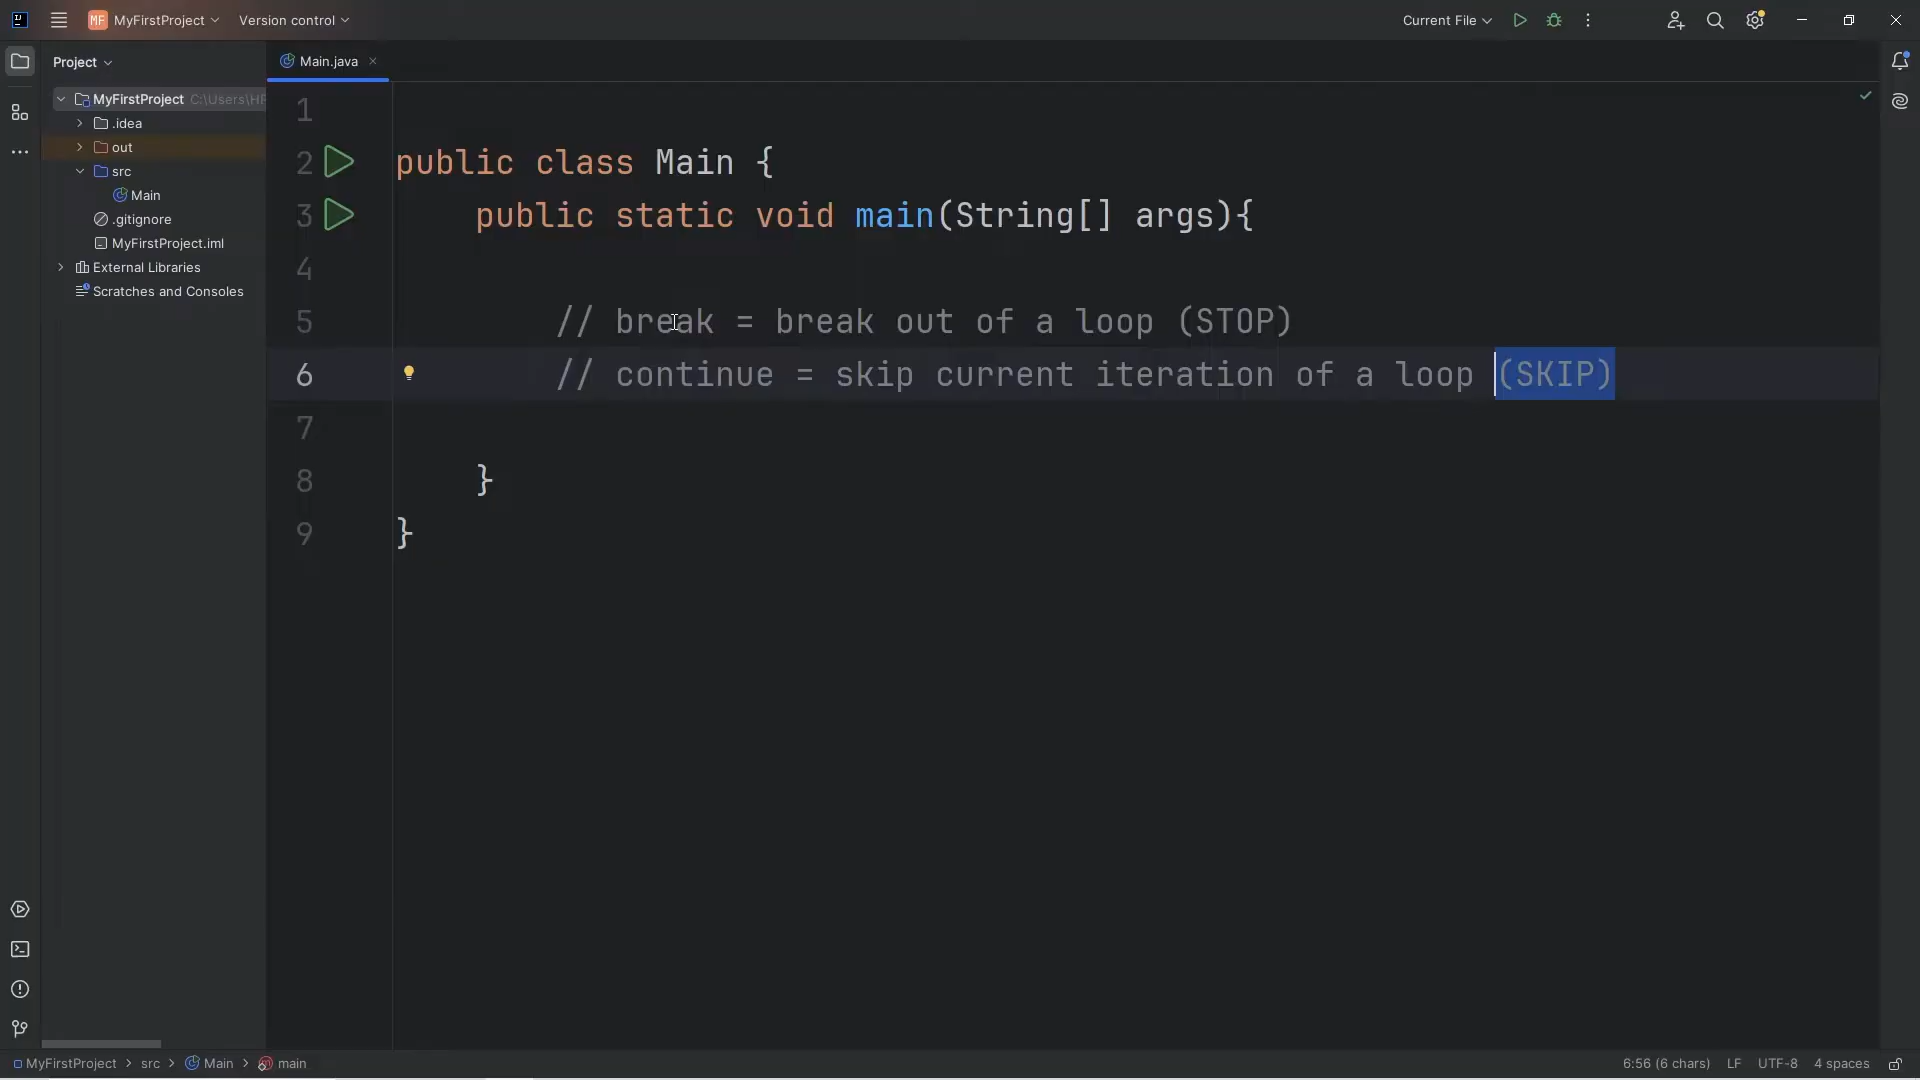 MF MyFirstProject Version control Current File
Project
Main.java
MyFirstProject C:\Users\HF
.idea
out
src
Main
.gitignore
MyFirstProject.iml
External Libraries
Scratches and Consoles
1
2 public class Main {
3 public static void main(String[] args){
4
5 // break = break out of a loop (STOP)
6 // continue = skip current iteration of a loop (SKIP)
7
8 }
9 }
MyFirstProject > src > Main > main 6:56 (6 chars) LF UTF-8 4 spaces